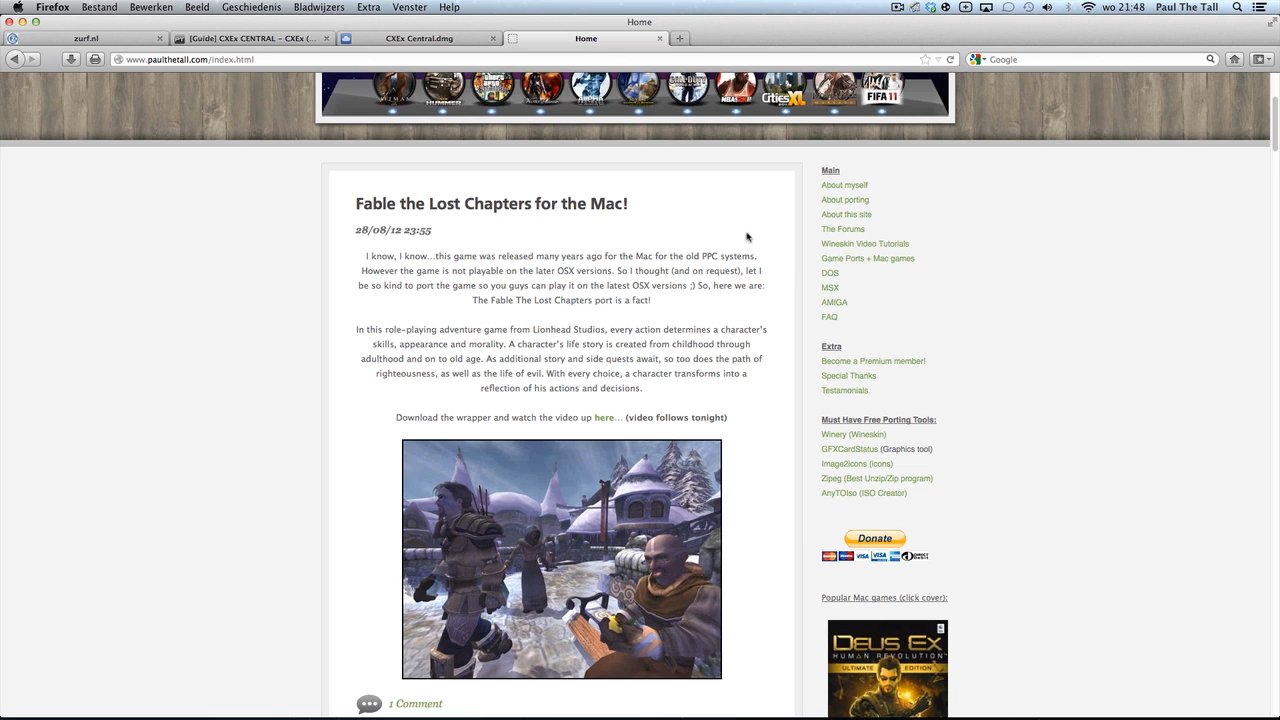 Firefox Bestand Bewerken Beeld Geschiedenis Bladwijzers Extra Venster Help wo 21:48 Paul The Tall
Home
zurf.nl [Guide] CXEx CENTRAL - CXEx (... CXEx Central.dmg Home
www.paulthetall.com/index.html Google
HUMMER ALPHA NBA2K11 CitiesXL FIFA 11
Fable the Lost Chapters for the Mac!
28/08/12 23:55
I know, I know...this game was released many years ago for the Mac for the old PPC systems.
However the game is not playable on the later OSX versions. So I thought (and on request), let I
be so kind to port the game so you guys can play it on the latest OSX versions ;) So, here we are:
The Fable The Lost Chapters port is a fact!
In this role-playing adventure game from Lionhead Studios, every action determines a character's
skills, appearance and morality. A character's life story is created from childhood through
adulthood and on to old age. As additional story and side quests await, so too does the path of
righteousness, as well as the life of evil. With every choice, a character transforms into a
reflection of his actions and decisions.
Download the wrapper and watch the video up here... (video follows tonight)
1 Comment
Main
About myself
About porting
About this site
The Forums
Wineskin Video Tutorials
Game Ports + Mac games
DOS
MSX
AMIGA
FAQ
Extra
Become a Premium member!
Special Thanks
Testamonials
Must Have Free Porting Tools:
Winery (Wineskin)
GFXCardStatus (Graphics tool)
Image2icons (icons)
Zipeg (Best Unzip/Zip program)
AnyTOIso (ISO Creator)
Donate
VISA VISA DIRECT Debit
Popular Mac games (click cover):
DEUS EX
HUMAN REVOLUTION
ULTIMATE EDITION